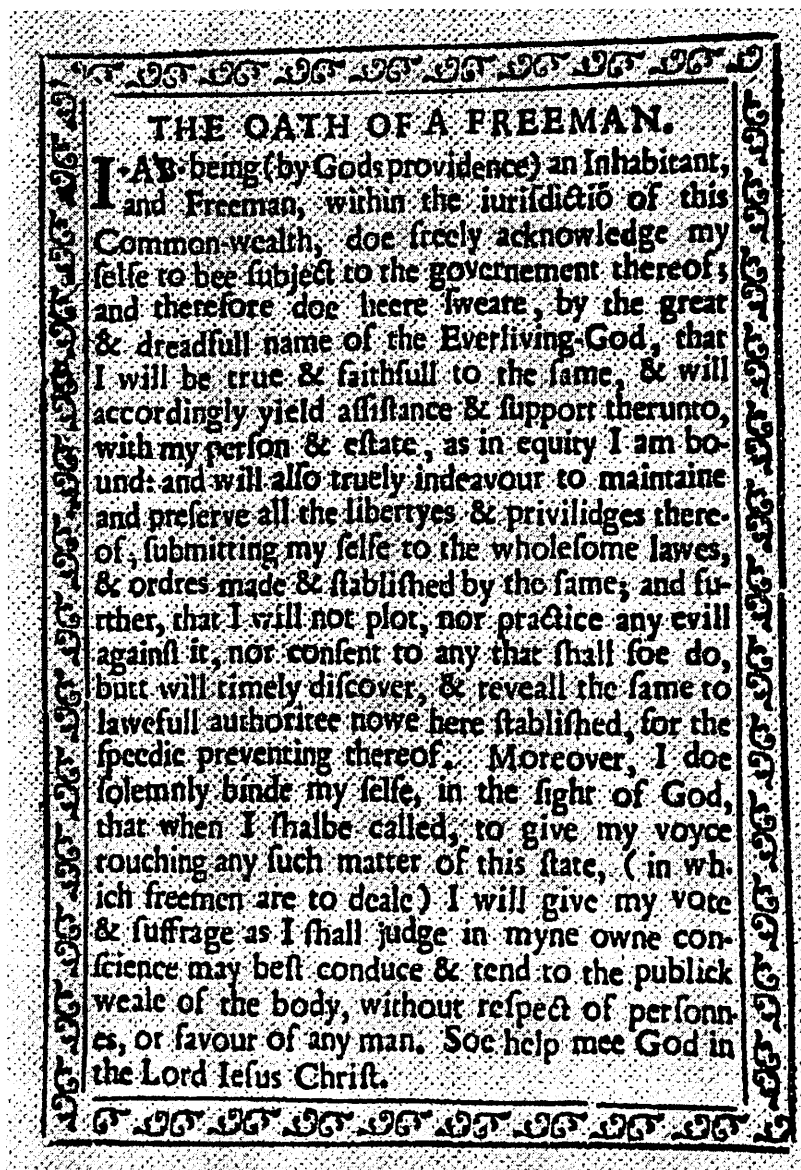 THE OATH OF A FREEMAN.
I·AB·being (by Gods providence) an Inhabitant,
and Freeman, within the iuriſdictiō of this
Common-wealth, doe freely acknowledge my
ſelfe to bee ſubject to the governement thereof;
and therefore doe heere ſweare, by the great
& dreadfull name of the Everliving-God, that
I will be true & faithfull to the ſame, & will
accordingly yield aſſiſtance & ſupport therunto,
with my perſon & eſtate, as in equity I am bo-
und: and will alſo truely indeavour to maintaine
and preſerve all the libertyes & privilidges there-
of, ſubmitting my ſelfe to the wholeſome lawes,
& ordres made & ſtabliſhed by the ſame; and fu-
rther, that I will not plot, nor practice any evill
againſt it, nor conſent to any that ſhall ſoe do,
butt will timely diſcover, & reveall the ſame to
lawefull authoritee nowe here ſtabliſhed, for the
ſpeedie preventing thereof. Moreover, I doe
ſolemnly binde my ſelfe, in the ſight of God,
that when I ſhalbe called, to give my voyce
touching any ſuch matter of this ſtate, (in wh-
ich freemen are to deale) I will give my vote
& ſuffrage as I ſhall judge in myne owne con-
ſcience may beſt conduce & tend to the publick
weale of the body, without reſpect of perſonn-
es, or favour of any man. Soe help mee God in
the Lord Ieſus Chriſt.